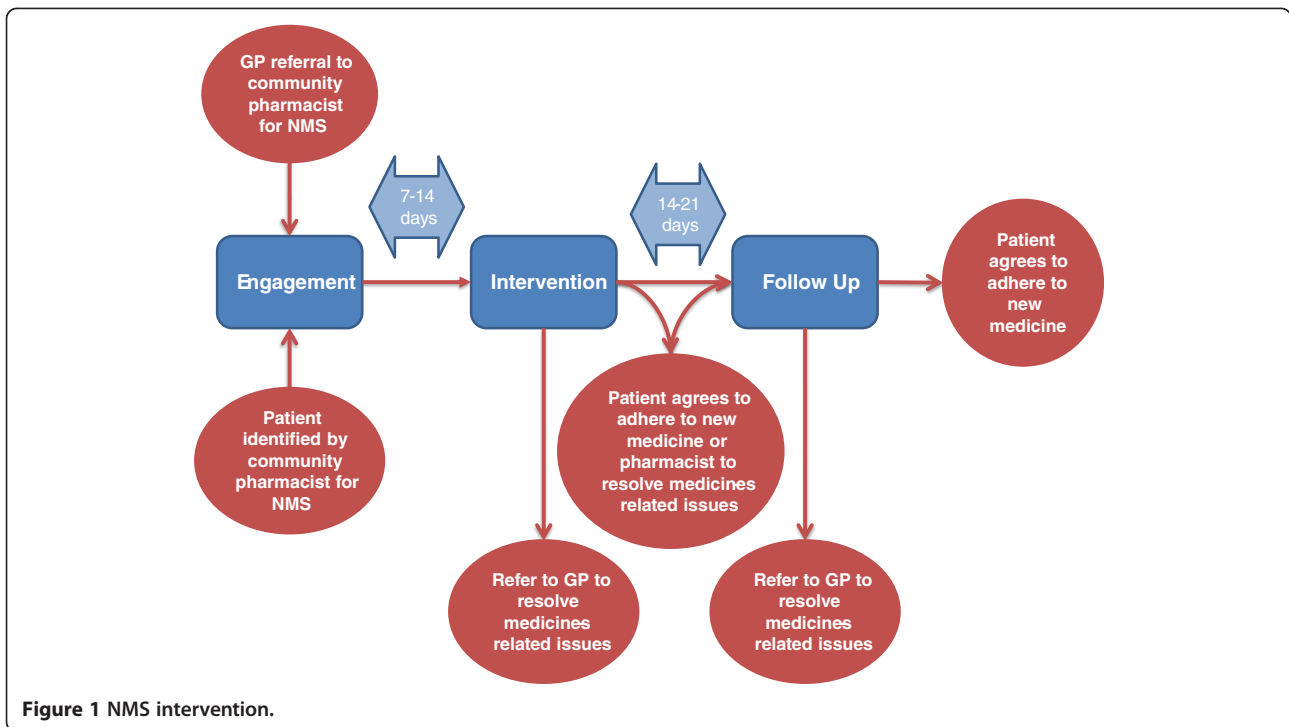 GP referral to
community
pharmacist
for NMS
7-14
days
14-21
days
Engagement
Intervention
Follow Up
Patient
agrees to
adhere to
new
medicine
Patient
identified by
community
pharmacist for
NMS
Patient agrees to
adhere to new
medicine or
pharmacist to
resolve medicines
related issues
Refer to GP to
resolve
medicines
related issues
Refer to GP to
resolve
medicines
related issues
Figure 1 NMS intervention.